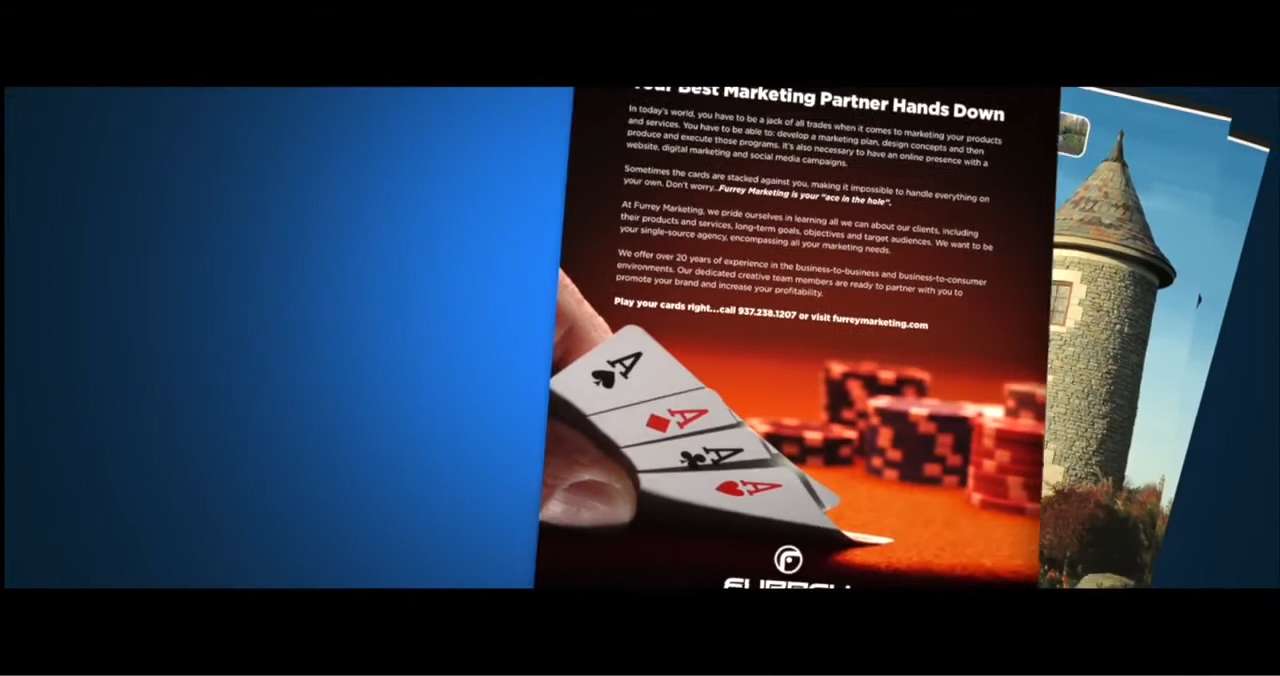 Your Best Marketing Partner Hands Down
In today's world, you have to be a jack of all trades when it comes to marketing your products
and services. You have to be able to: develop a marketing plan, design concepts and then
produce and execute those programs. It's also necessary to have an online presence with a
website, digital marketing and social media campaigns.
Sometimes the cards are stacked against you, making it impossible to handle everything on
your own. Don't worry...Furrey Marketing is your "ace in the hole".
At Furrey Marketing, we pride ourselves in learning all we can about our clients, including
their products and services, long-term goals, objectives and target audiences. We want to be
your single-source agency, encompassing all your marketing needs.
We offer over 20 years of experience in the business-to-business and business-to-consumer
environments. Our dedicated creative team members are ready to partner with you to
promote your brand and increase your profitability.
Play your cards right...call 937.238.1207 or visit furreymarketing.com
A
A
A
A
FURREY